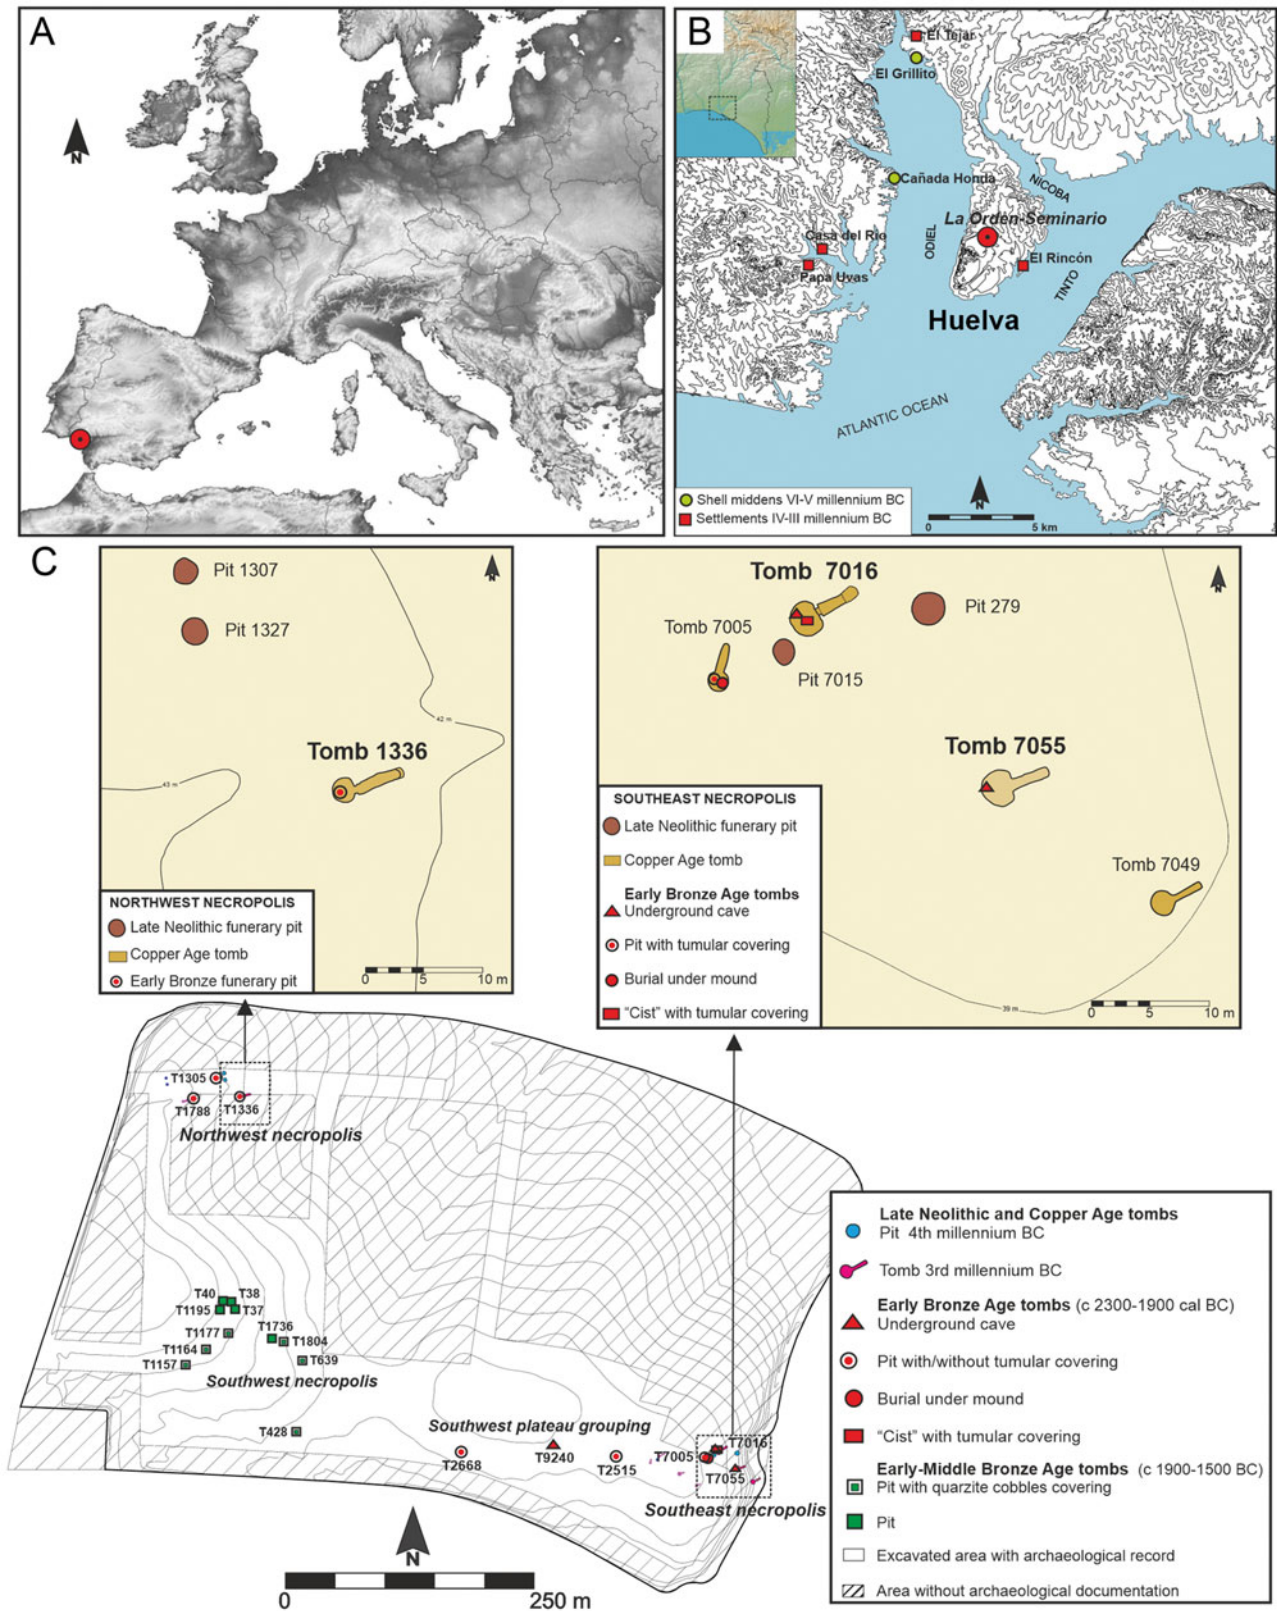 A
N
B
El Tejar
El Grillito
Cañada Honda
NICOBA
La Orden-Seminario
Casa del Río
ODIEL
El Rincón
Papa Uvas
TINTO
Huelva
ATLANTIC OCEAN
Shell middens VI-V millennium BC
Settlements IV-III millennium BC
N
0 5 km
C
Pit 1307
N
Pit 1327
42 m
Tomb 1336
43 m
NORTHWEST NECROPOLIS
Late Neolithic funerary pit
Copper Age tomb
Early Bronze funerary pit
0 5 10 m
Tomb 7016
N
Pit 279
Tomb 7005
Pit 7015
Tomb 7055
SOUTHEAST NECROPOLIS
Late Neolithic funerary pit
Copper Age tomb
Early Bronze Age tombs
Underground cave
Pit with tumular covering
Burial under mound
"Cist" with tumular covering
Tomb 7049
39 m
0 5 10 m
T1305
T1788
T1336
Northwest necropolis
T40
T38
T1195
T37
T1177
T1736
T1164
T1804
T1157
T639
Southwest necropolis
T428
Southwest plateau grouping
T2668
T9240
T2515
T7005
T7016
T7055
Southeast necropolis
N
0 250 m
Late Neolithic and Copper Age tombs
Pit 4th millennium BC
Tomb 3rd millennium BC
Early Bronze Age tombs (c 2300-1900 cal BC)
Underground cave
Pit with/without tumular covering
Burial under mound
"Cist" with tumular covering
Early-Middle Bronze Age tombs (c 1900-1500 BC)
Pit with quarzite cobbles covering
Pit
Excavated area with archaeological record
Area without archaeological documentation